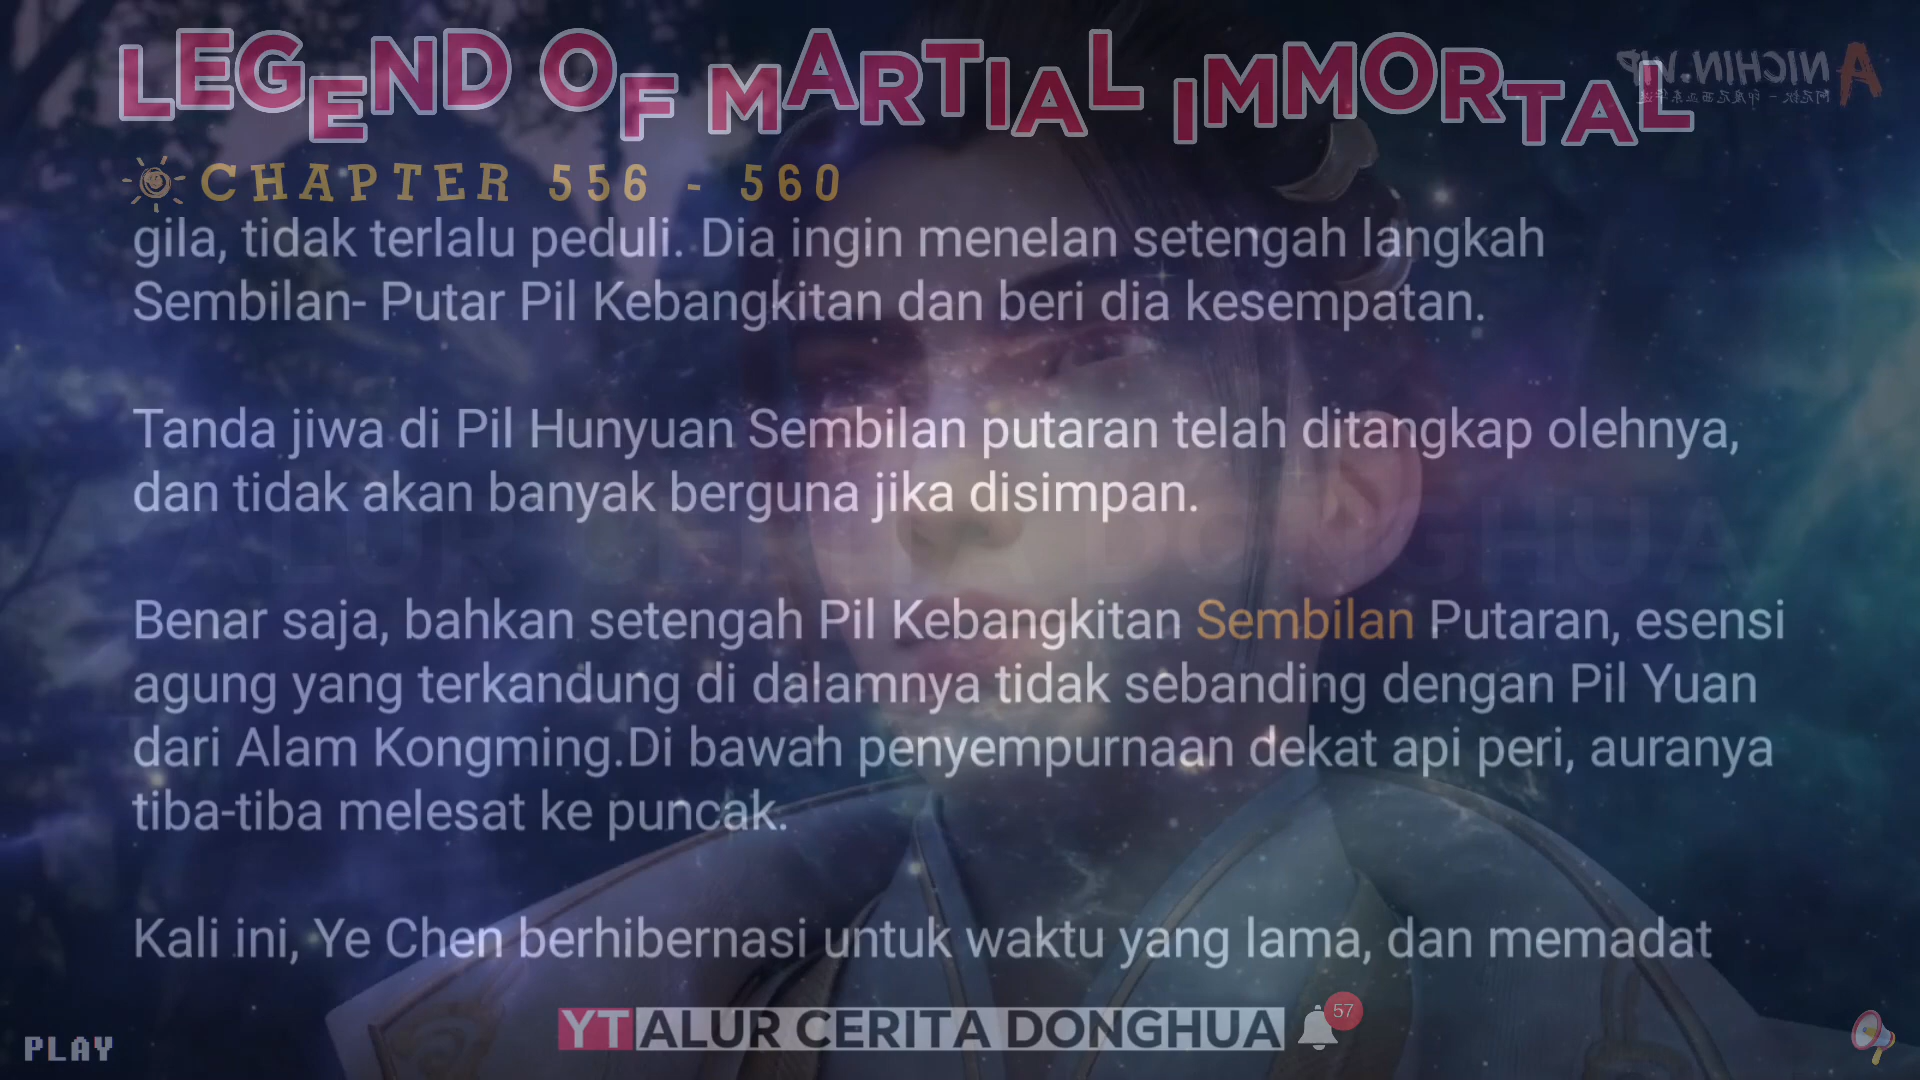 LEGEND OF MARTIAL IMMORTAL
ANICHIN.VIP
CHAPTER 556 - 560
gila, tidak terlalu peduli. Dia ingin menelan setengah langkah
Sembilan- Putar Pil Kebangkitan dan beri dia kesempatan.
Tanda jiwa di Pil Hunyuan Sembilan putaran telah ditangkap olehnya,
dan tidak akan banyak berguna jika disimpan.
ALUR CERITA DONGHUA
Benar saja, bahkan setengah Pil Kebangkitan Sembilan Putaran, esensi
agung yang terkandung di dalamnya tidak sebanding dengan Pil Yuan
dari Alam Kongming.Di bawah penyempurnaan dekat api peri, auranya
tiba-tiba melesat ke puncak.
Kali ini, Ye Chen berhibernasi untuk waktu yang lama, dan memadat
YT ALUR CERITA DONGHUA
57
PLAY